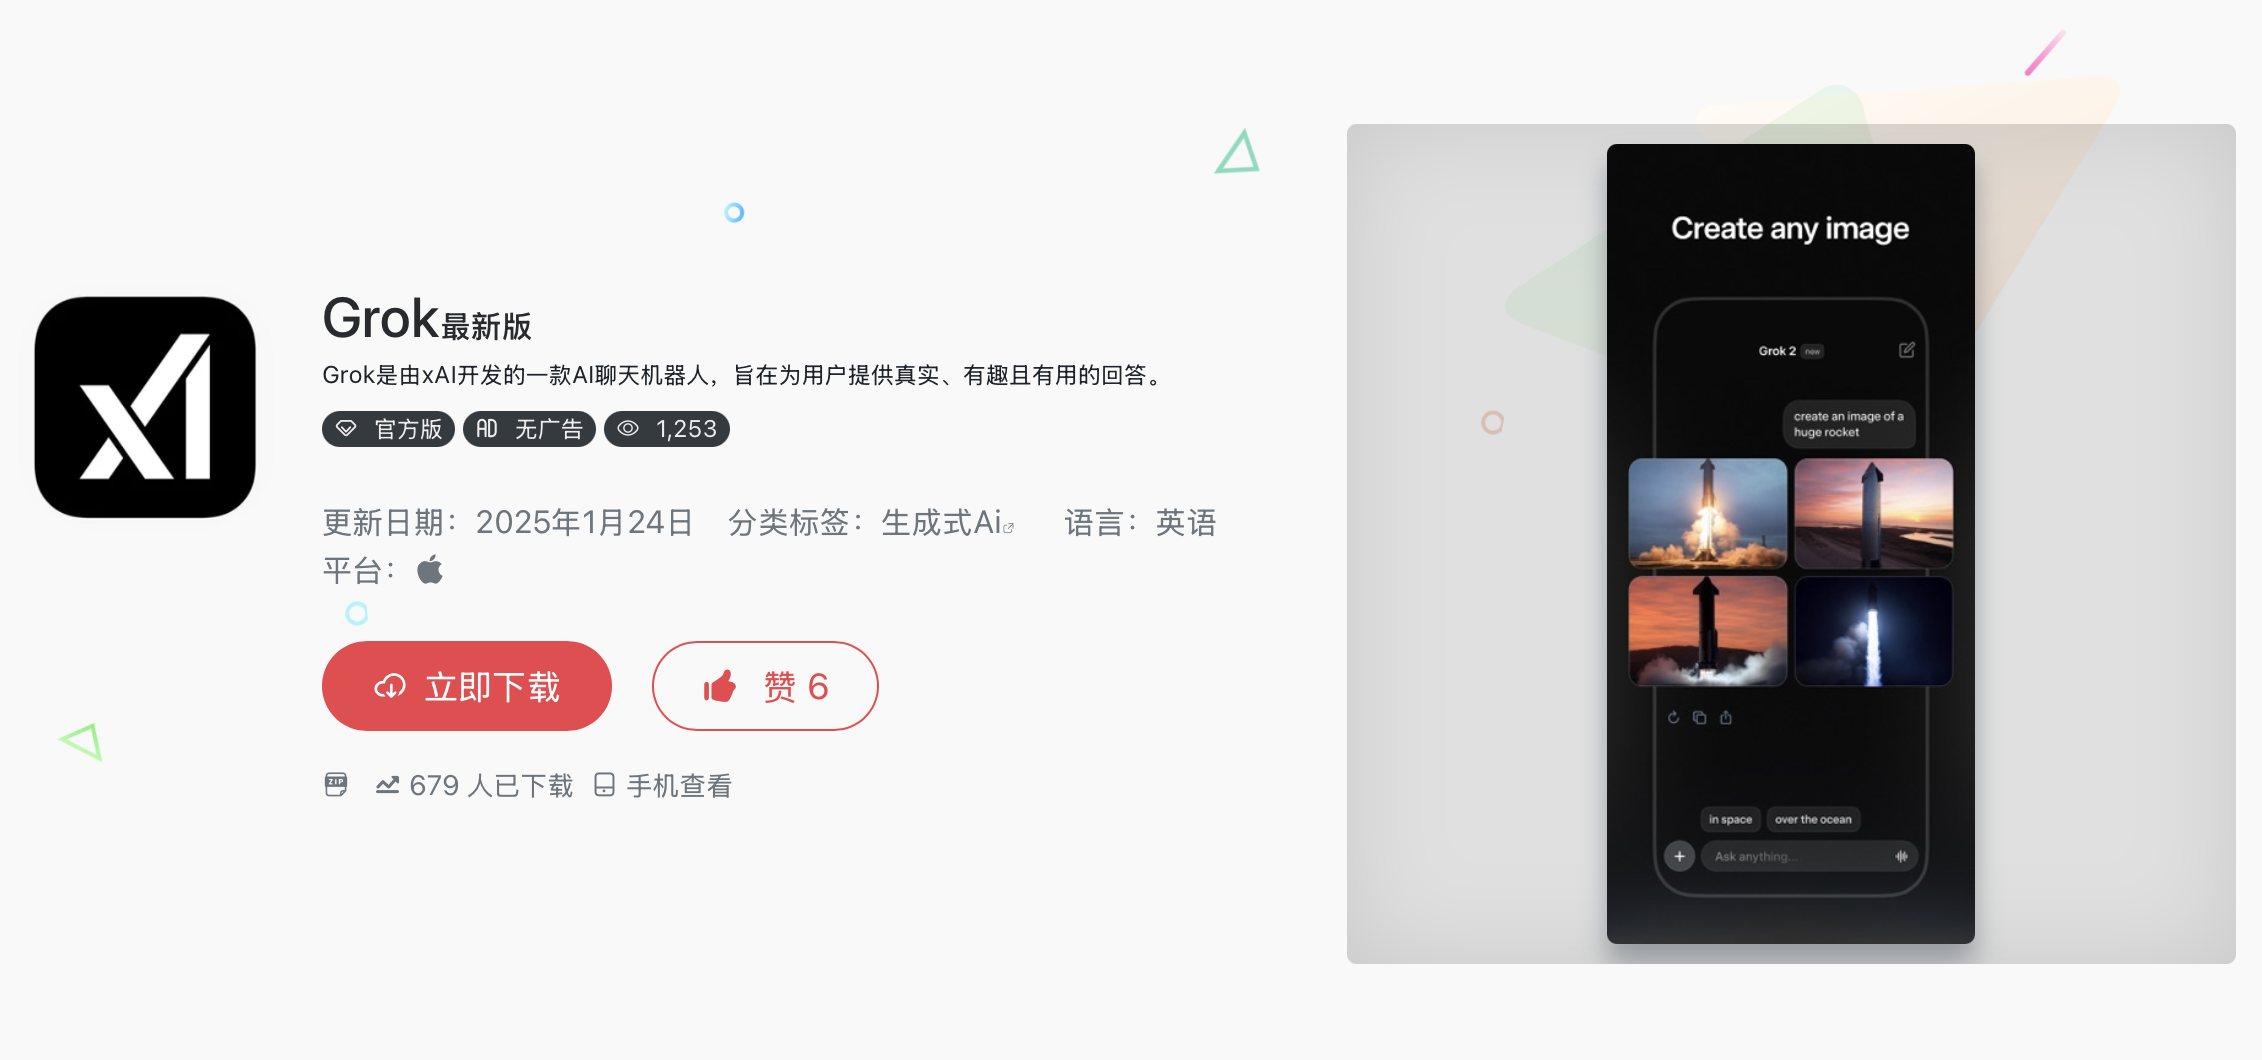 Grok最新版
Grok是由xAI开发的一款AI聊天机器人，旨在为用户提供真实、有趣且有用的回答。
官方版 AD 无广告 1,253
更新日期：2025年1月24日 分类标签：生成式Ai 语言：英语
平台：
立即下载 赞 6
ZIP 679 人已下载 手机查看
xI
Create any image
Grok 2 new
create an image of a
huge rocket
in space over the ocean
Ask anything...